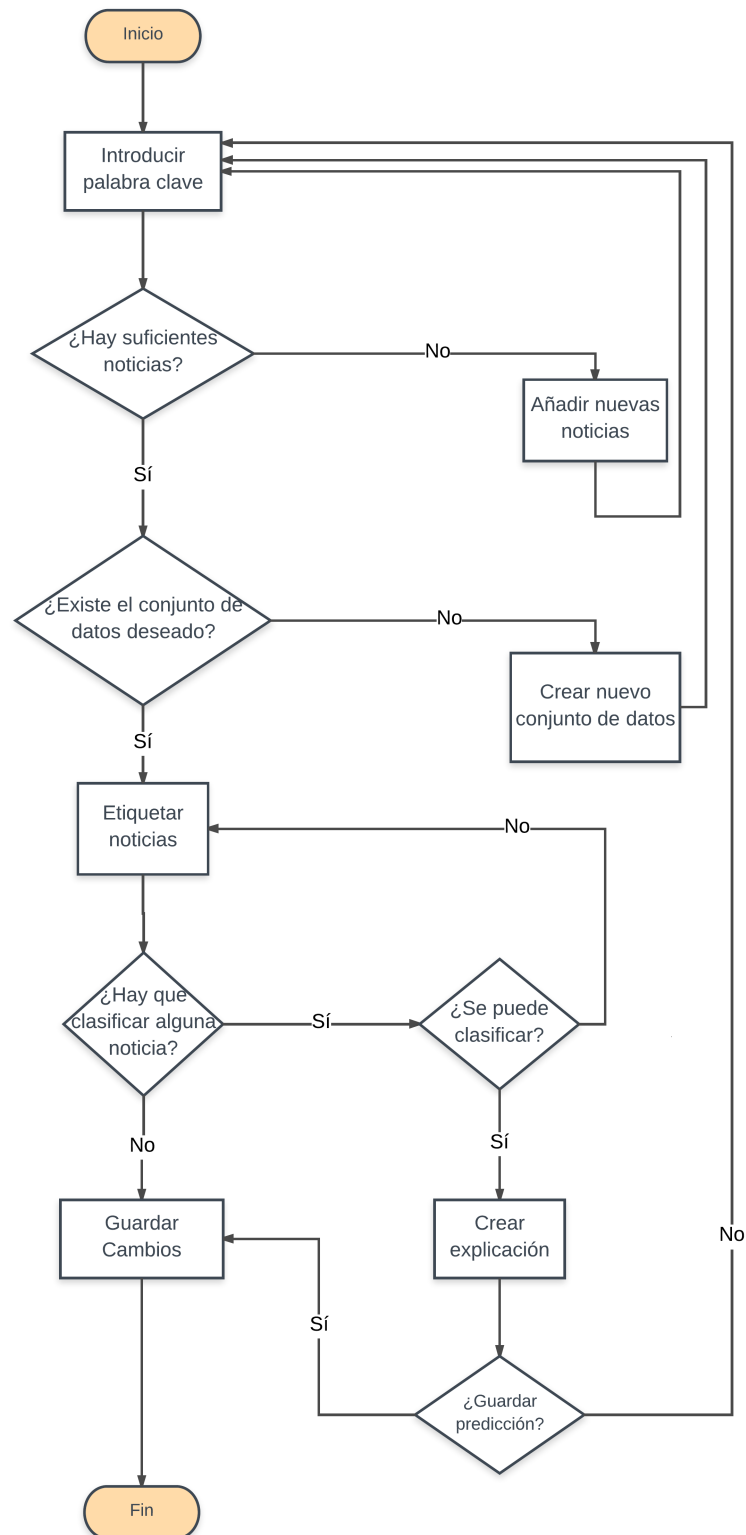 Inicio
Introducir
palabra clave
¿Hay suficientes
noticias?
No
Añadir nuevas
noticias
Sí
¿Existe el conjunto de
datos deseado?
No
Crear nuevo
conjunto de datos
Sí
Etiquetar
noticias
No
¿Hay que
clasificar alguna
noticia?
Sí
¿Se puede
clasificar?
No
Sí
Guardar
Cambios
Crear
explicación
No
Sí
¿Guardar
predicción?
Fin